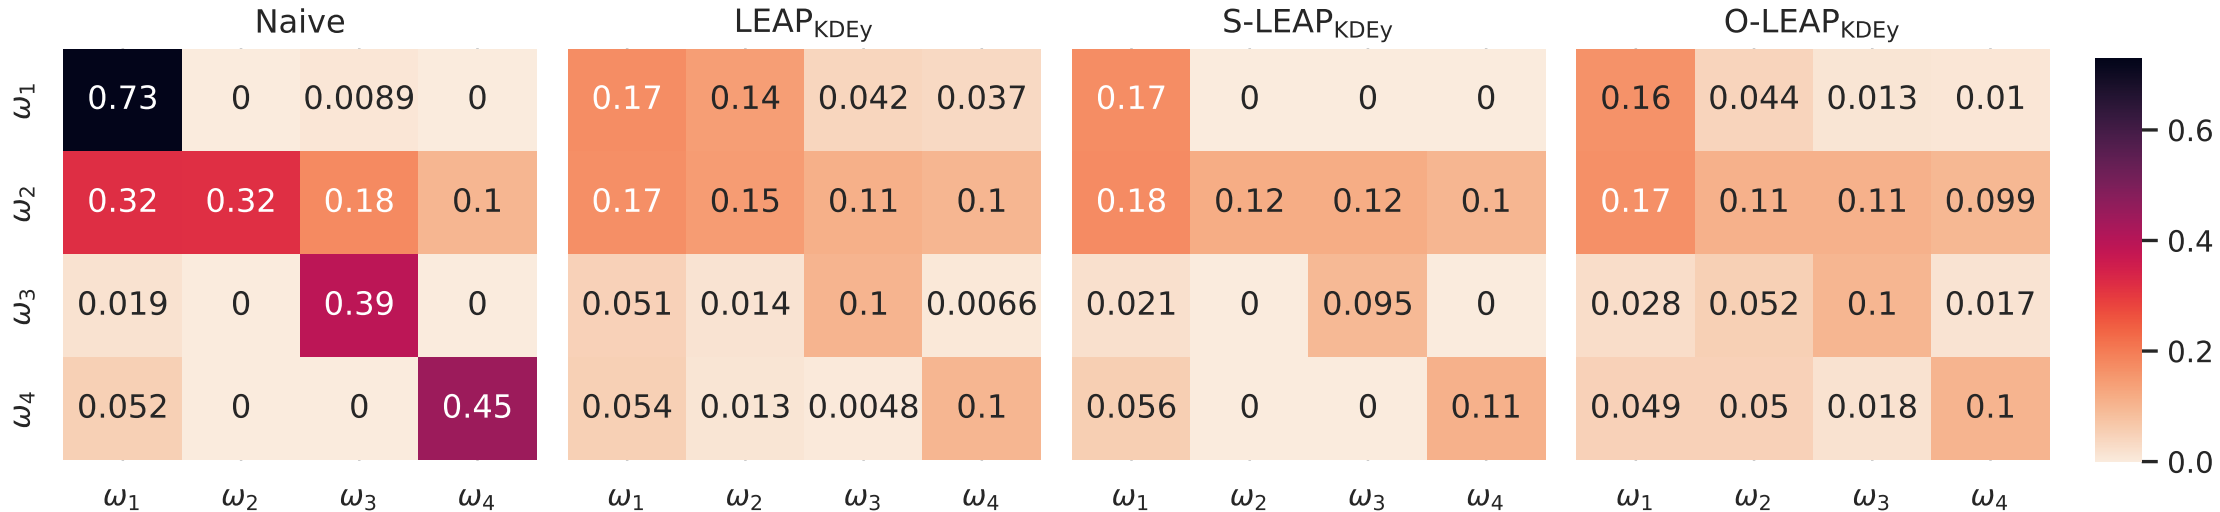 Naive LEAP_KDEy S-LEAP_KDEy O-LEAP_KDEy
ω1 0.73 0 0.0089 0 0.17 0.14 0.042 0.037 0.17 0 0 0 0.16 0.044 0.013 0.01
0.6
ω2 0.32 0.32 0.18 0.1 0.17 0.15 0.11 0.1 0.18 0.12 0.12 0.1 0.17 0.11 0.11 0.099
0.4
ω3 0.019 0 0.39 0 0.051 0.014 0.1 0.0066 0.021 0 0.095 0 0.028 0.052 0.1 0.017
0.2
ω4 0.052 0 0 0.45 0.054 0.013 0.0048 0.1 0.056 0 0 0.11 0.049 0.05 0.018 0.1
0.0
ω1 ω2 ω3 ω4 ω1 ω2 ω3 ω4 ω1 ω2 ω3 ω4 ω1 ω2 ω3 ω4